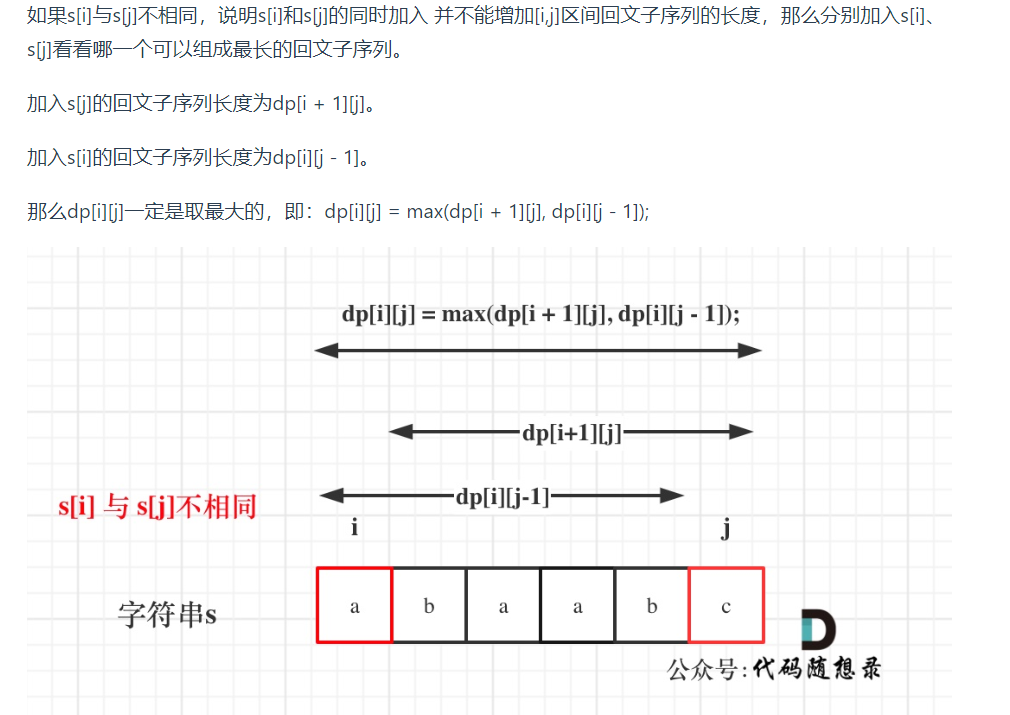 如果s[i]与s[j]不相同，说明s[i]和s[j]的同时加入 并不能增加[i,j]区间回文子序列的长度，那么分别加入s[i]、
s[j]看看哪一个可以组成最长的回文子序列。
加入s[j]的回文子序列长度为dp[i + 1][j]。
加入s[i]的回文子序列长度为dp[i][j - 1]。
那么dp[i][j]一定是取最大的，即：dp[i][j] = max(dp[i + 1][j], dp[i][j - 1]);
dp[i][j] = max(dp[i + 1][j], dp[i][j - 1]);
dp[i+1][j]
dp[i][j-1]
s[i] 与 s[j]不相同
i j
字符串s
a b a a b c
公众号:代码随想录